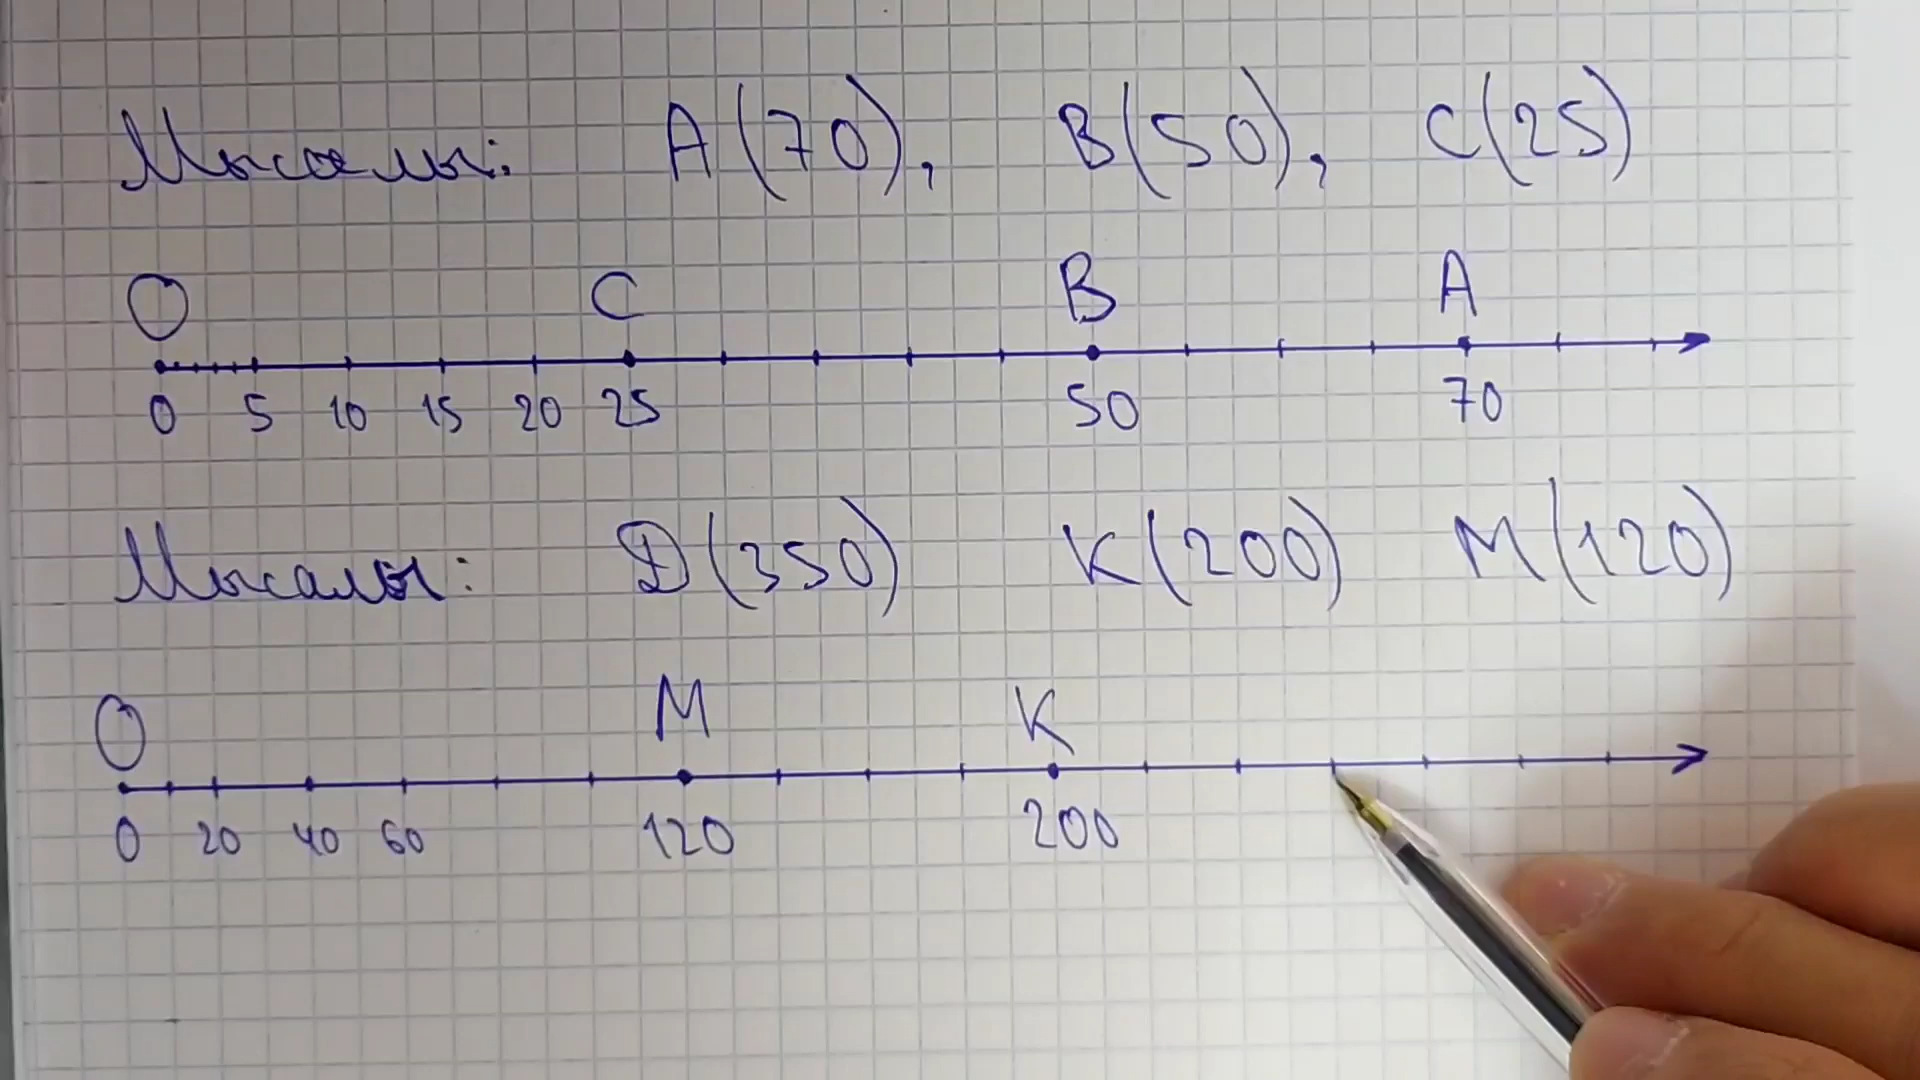 Мысалы: A(70), B(50), C(25)
O C B A
0 5 10 15 20 25 50 70
Мысалы: D(350) K(200) M(120)
O M K
0 20 40 60 120 200